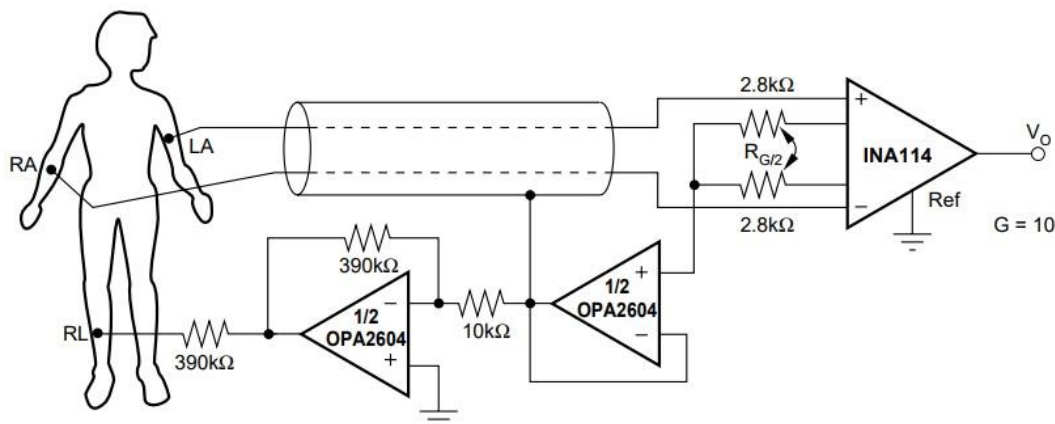 2.8kΩ
+
V_O
LA
INA114
RA
R_G/2
Ref
−
2.8kΩ
G = 10
390kΩ
+
1/2
OPA2604
−
1/2
OPA2604
−
+
10kΩ
RL
390kΩ